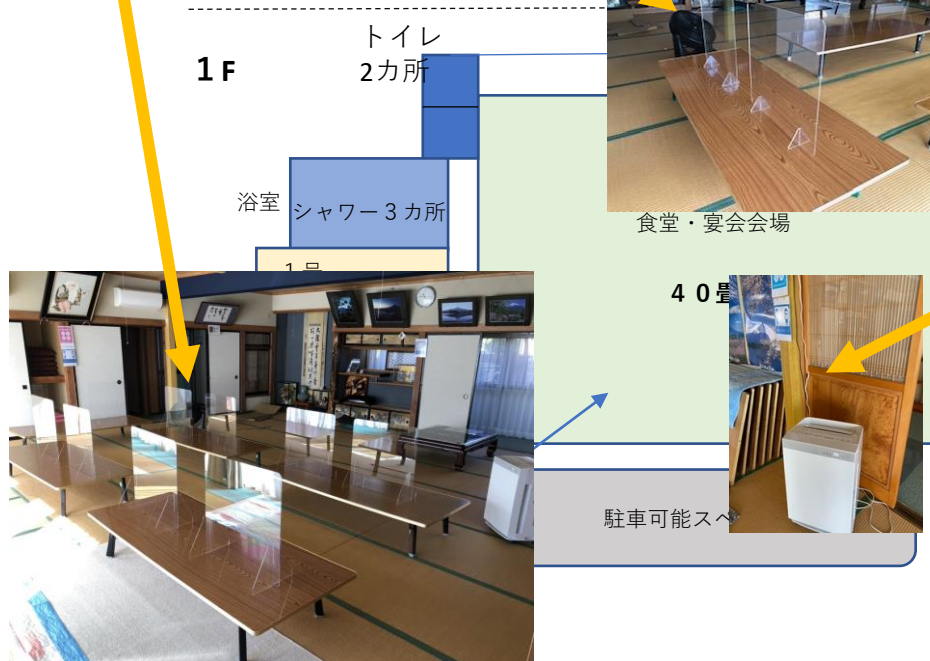 トイレ
１F
2カ所
浴室
シャワー３カ所
食堂・宴会会場
１号
４０畳
駐車可能スペ